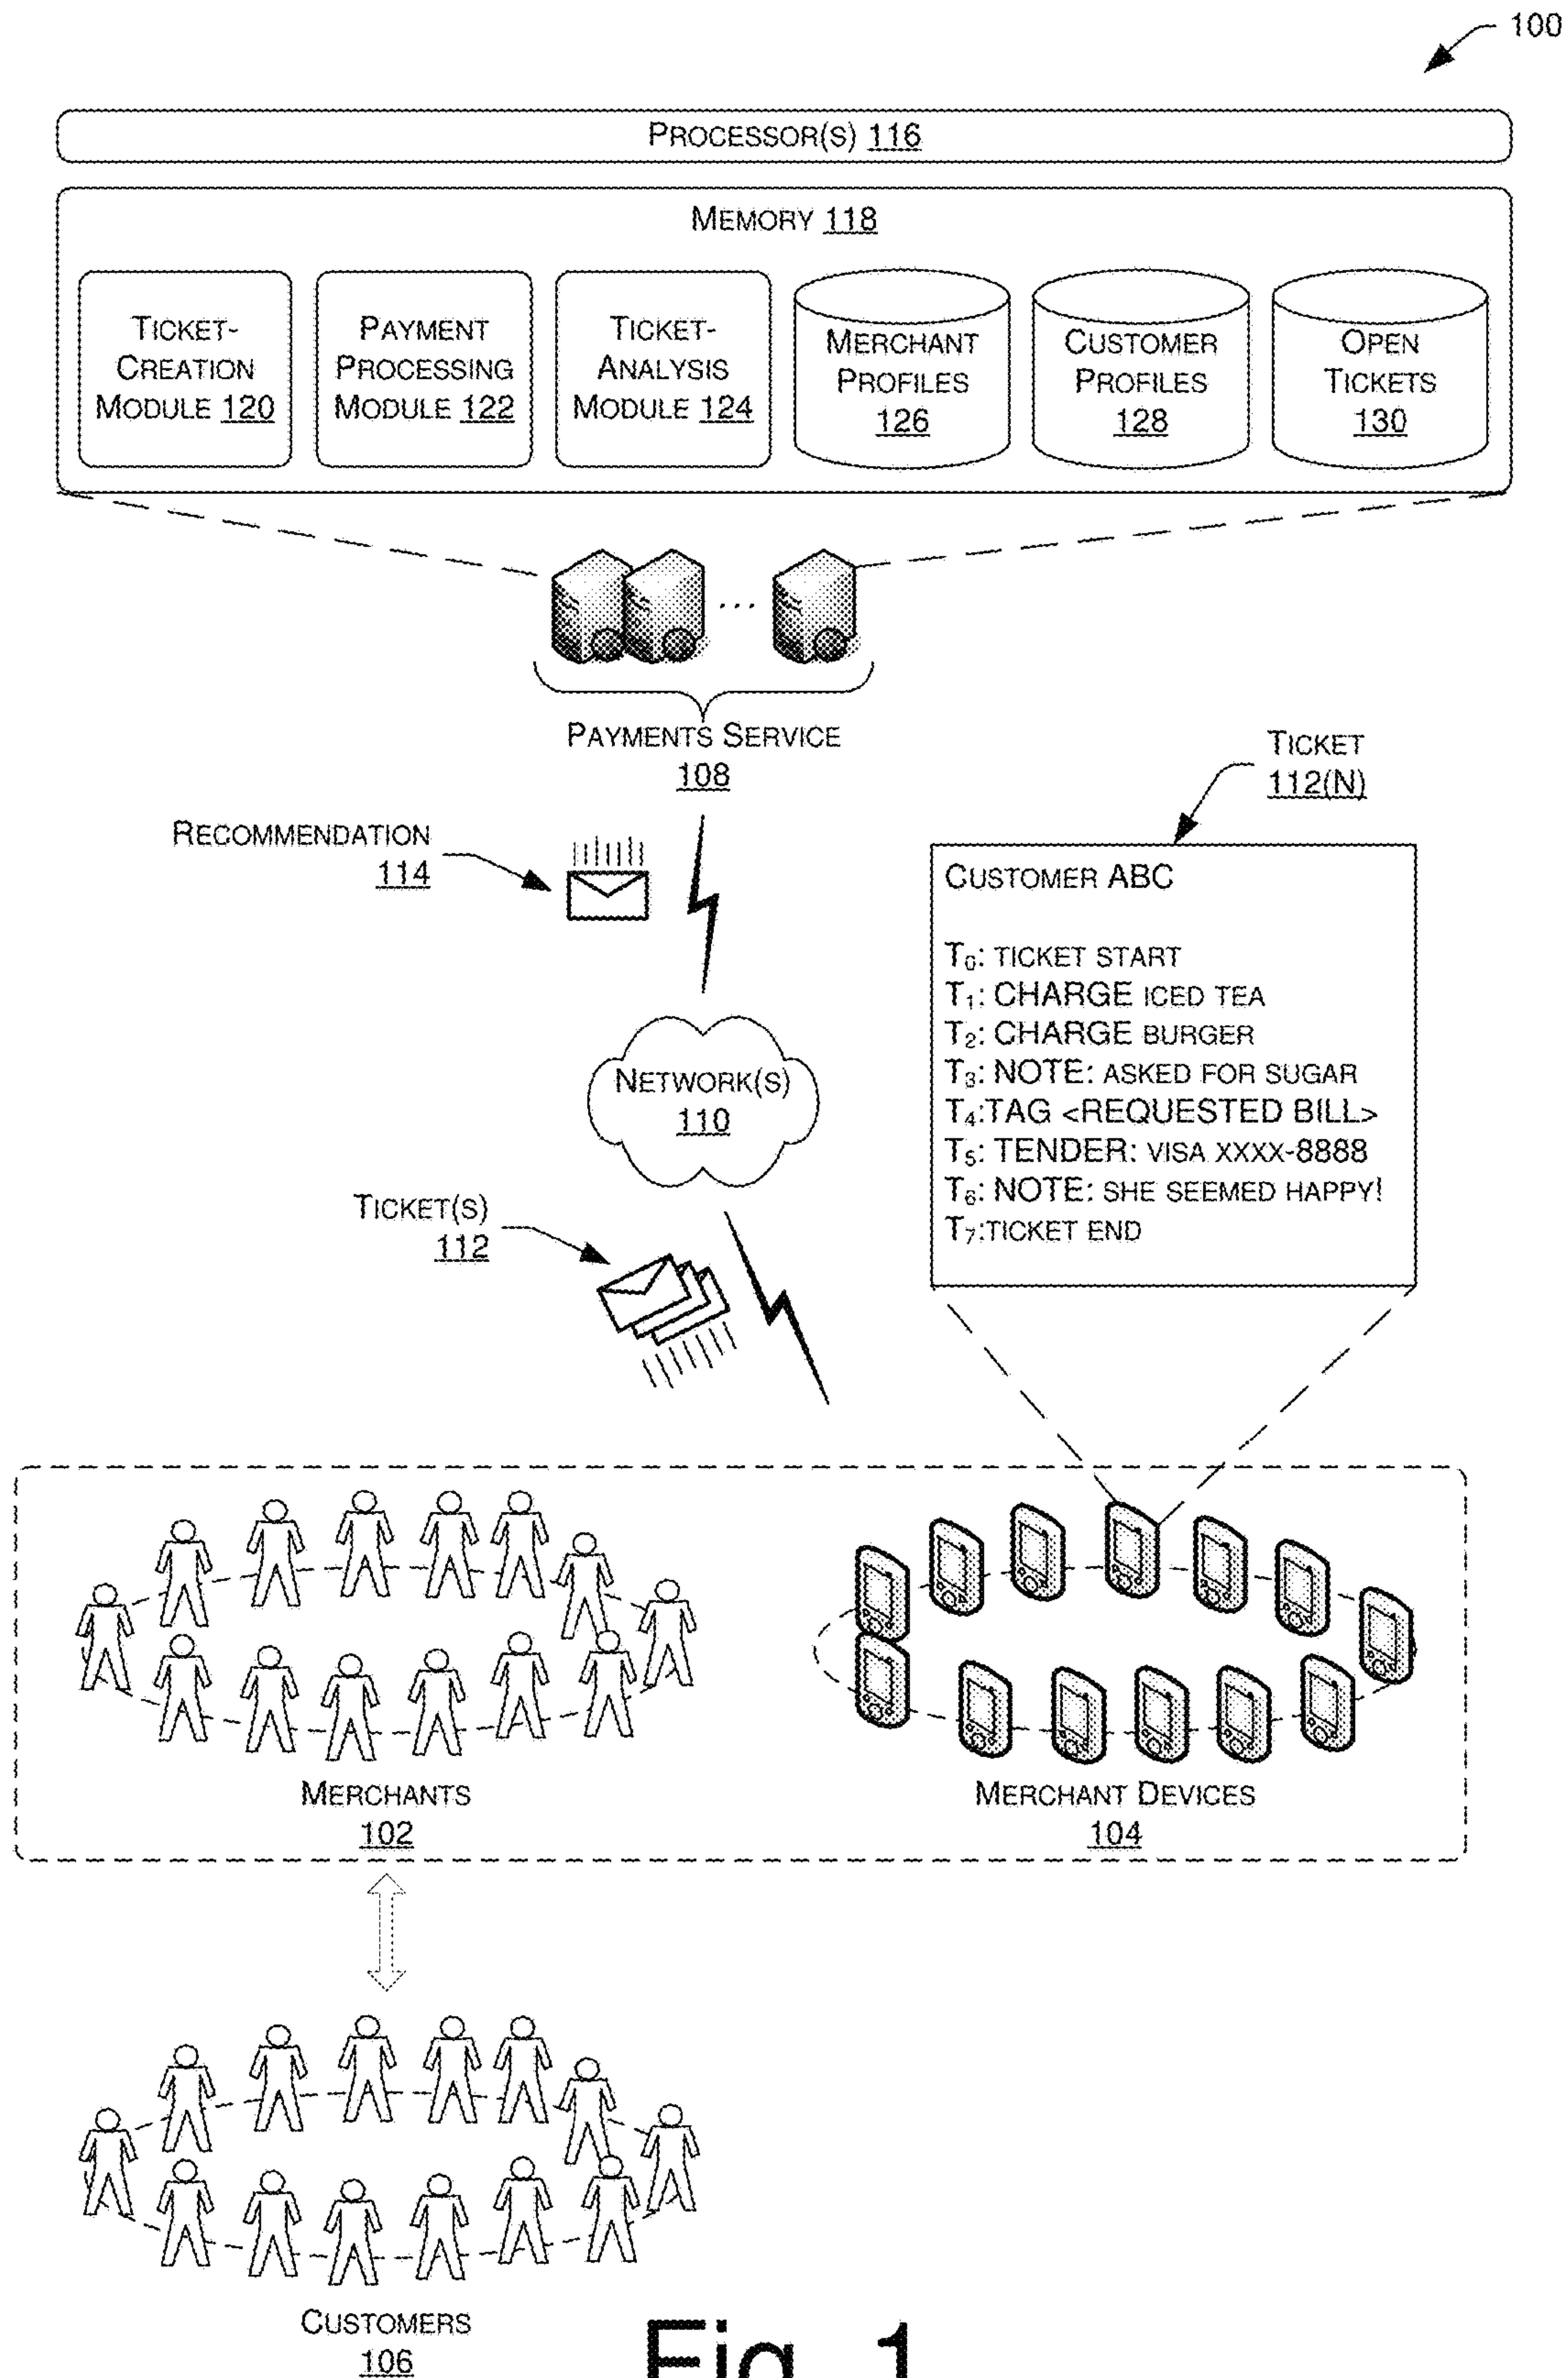 100
PROCESSOR(S) 116
MEMORY 118
TICKET-
CREATION
MODULE 120
PAYMENT
PROCESSING
MODULE 122
TICKET-
ANALYSIS
MODULE 124
MERCHANT
PROFILES
126
CUSTOMER
PROFILES
128
OPEN
TICKETS
130
...
PAYMENTS SERVICE
108
TICKET
112(N)
RECOMMENDATION
114
CUSTOMER ABC
T0: TICKET START
T1: CHARGE ICED TEA
T2: CHARGE BURGER
T3: NOTE: ASKED FOR SUGAR
T4:TAG <REQUESTED BILL>
T5: TENDER: VISA XXXX-8888
T6: NOTE: SHE SEEMED HAPPY!
T7:TICKET END
NETWORK(S)
110
TICKET(S)
112
MERCHANTS
102
MERCHANT DEVICES
104
CUSTOMERS
106
Fig. 1